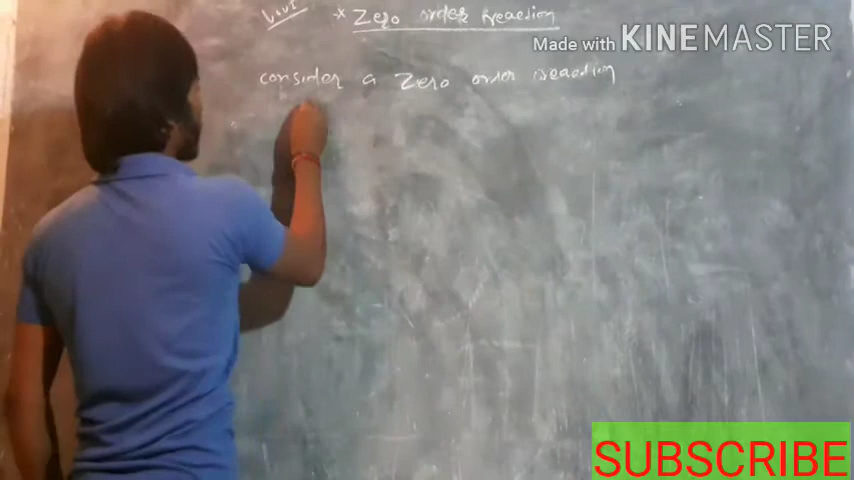 * Zero order reaction
Made with KINEMASTER
consider a Zero order reaction
SUBSCRIBE